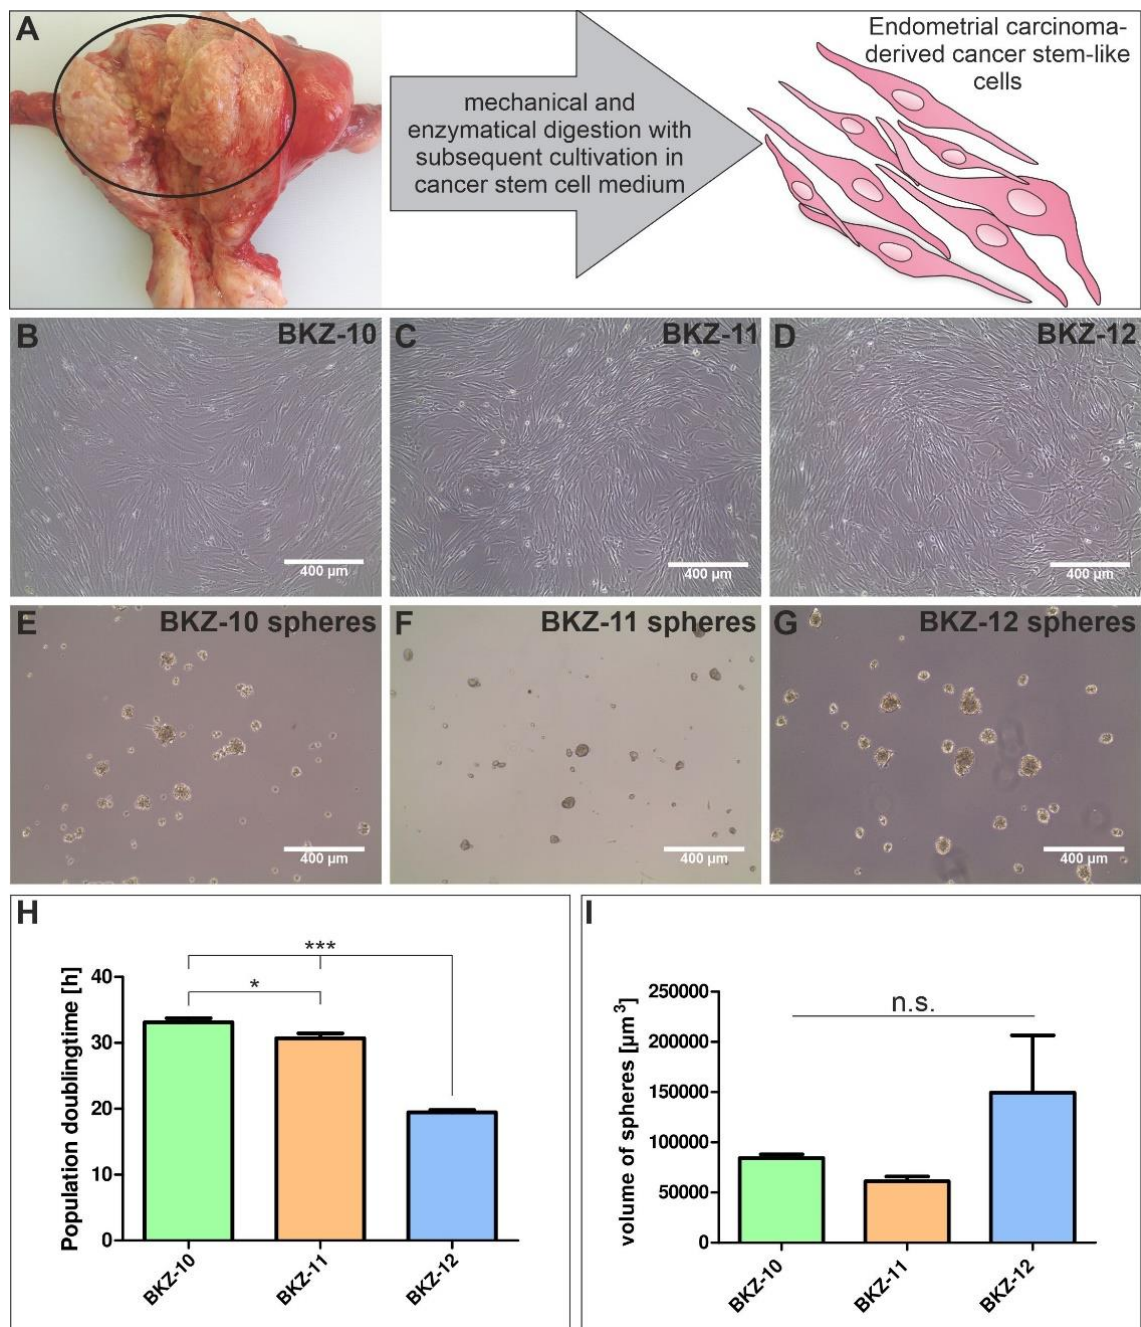 A
mechanical and
enzymatical digestion with
subsequent cultivation in
cancer stem cell medium
Endometrial carcinoma-
derived cancer stem-like
cells
B
BKZ-10
400 µm
C
BKZ-11
400 µm
D
BKZ-12
400 µm
E
BKZ-10 spheres
400 µm
F
BKZ-11 spheres
400 µm
G
BKZ-12 spheres
400 µm
H
Population doublingtime [h]
40
30
20
10
0
***
*
BKZ-10
BKZ-11
BKZ-12
I
volume of spheres [µm³]
250000
200000
150000
100000
50000
0
n.s.
BKZ-10
BKZ-11
BKZ-12